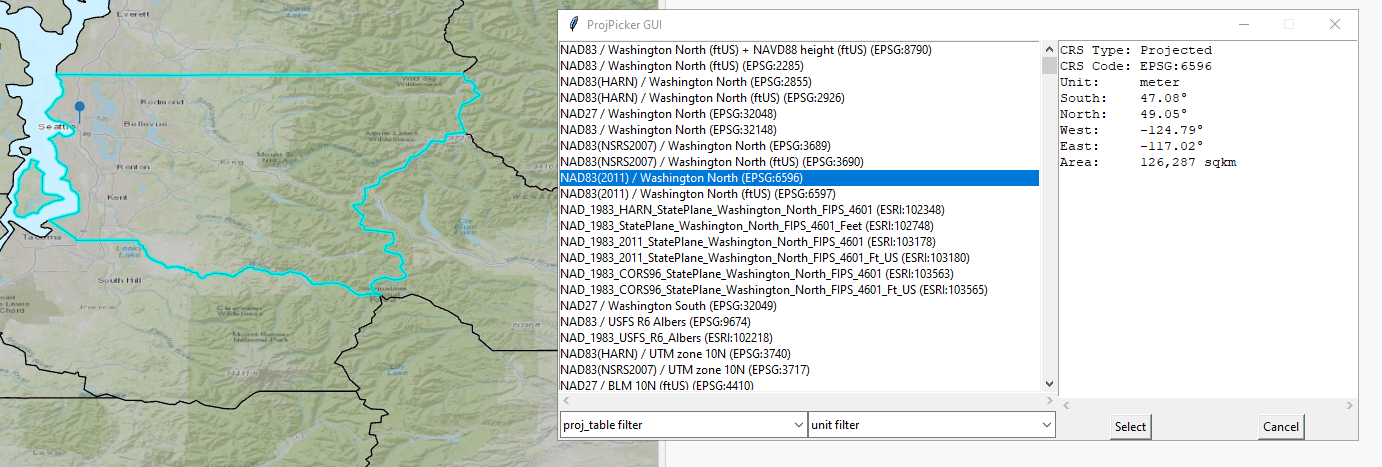 ProjPicker GUI
NAD83 / Washington North (ftUS) + NAVD88 height (ftUS) (EPSG:8790)
NAD83 / Washington North (ftUS) (EPSG:2285)
NAD83(HARN) / Washington North (EPSG:2855)
NAD83(HARN) / Washington North (ftUS) (EPSG:2926)
NAD27 / Washington North (EPSG:32048)
NAD83 / Washington North (EPSG:32148)
NAD83(NSRS2007) / Washington North (EPSG:3689)
NAD83(NSRS2007) / Washington North (ftUS) (EPSG:3690)
NAD83(2011) / Washington North (EPSG:6596)
NAD83(2011) / Washington North (ftUS) (EPSG:6597)
NAD_1983_HARN_StatePlane_Washington_North_FIPS_4601 (ESRI:102348)
NAD_1983_StatePlane_Washington_North_FIPS_4601_Feet (ESRI:102748)
NAD_1983_2011_StatePlane_Washington_North_FIPS_4601 (ESRI:103178)
NAD_1983_2011_StatePlane_Washington_North_FIPS_4601_Ft_US (ESRI:103180)
NAD_1983_CORS96_StatePlane_Washington_North_FIPS_4601 (ESRI:103563)
NAD_1983_CORS96_StatePlane_Washington_North_FIPS_4601_Ft_US (ESRI:103565)
NAD27 / Washington South (EPSG:32049)
NAD83 / USFS R6 Albers (EPSG:9674)
NAD_1983_USFS_R6_Albers (ESRI:102218)
NAD83(HARN) / UTM zone 10N (EPSG:3740)
NAD83(NSRS2007) / UTM zone 10N (EPSG:3717)
NAD27 / BLM 10N (ftUS) (EPSG:4410)
proj_table filter
unit filter
CRS Type: Projected
CRS Code: EPSG:6596
Unit: meter
South: 47.08°
North: 49.05°
West: -124.79°
East: -117.02°
Area: 126,287 sqkm
Select
Cancel
Wild Sky
Wilderness
Redmond
Seattle
Bellevue
Alpine Lakes
Wilderness
Renton
King
Kent
Tacoma
Lake
South Hill
Pierce
Wilderness
Mount Rainier
National Park